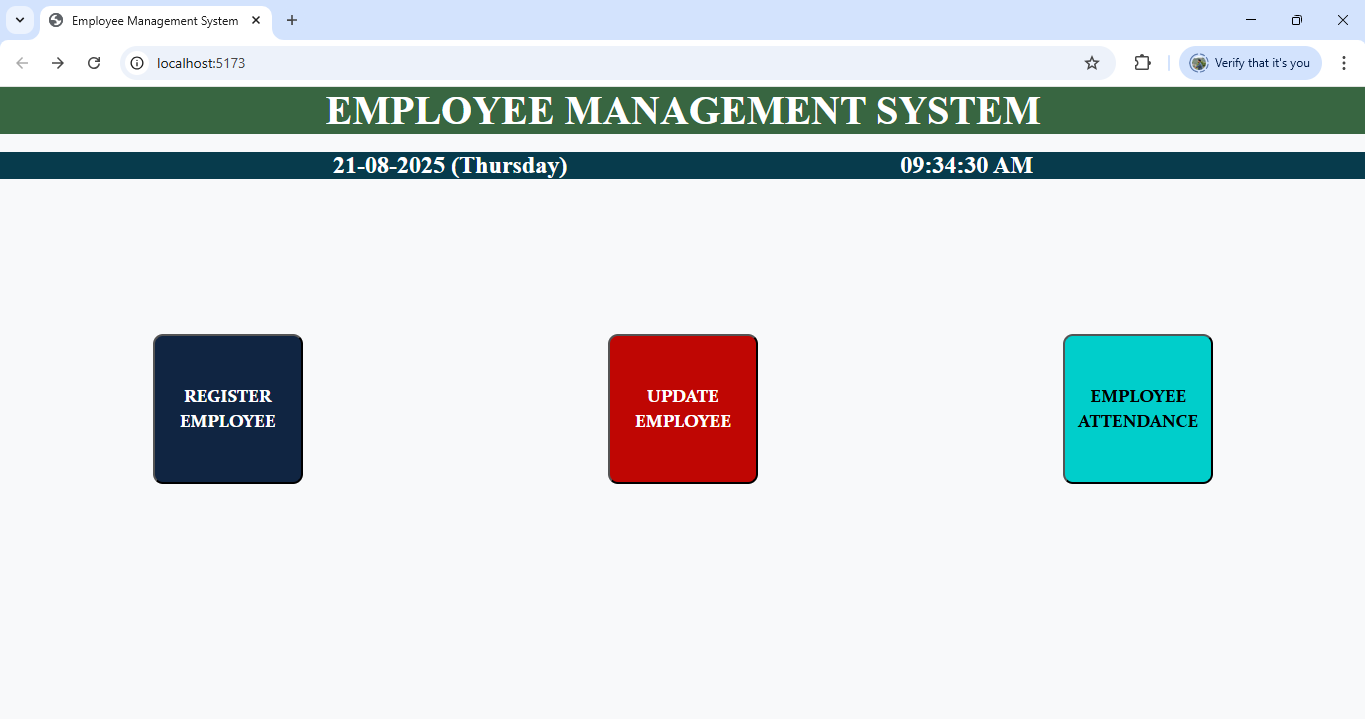 Employee Management System
localhost:5173
Verify that it's you
EMPLOYEE MANAGEMENT SYSTEM
21-08-2025 (Thursday) 09:34:30 AM
REGISTER
EMPLOYEE
UPDATE
EMPLOYEE
EMPLOYEE
ATTENDANCE